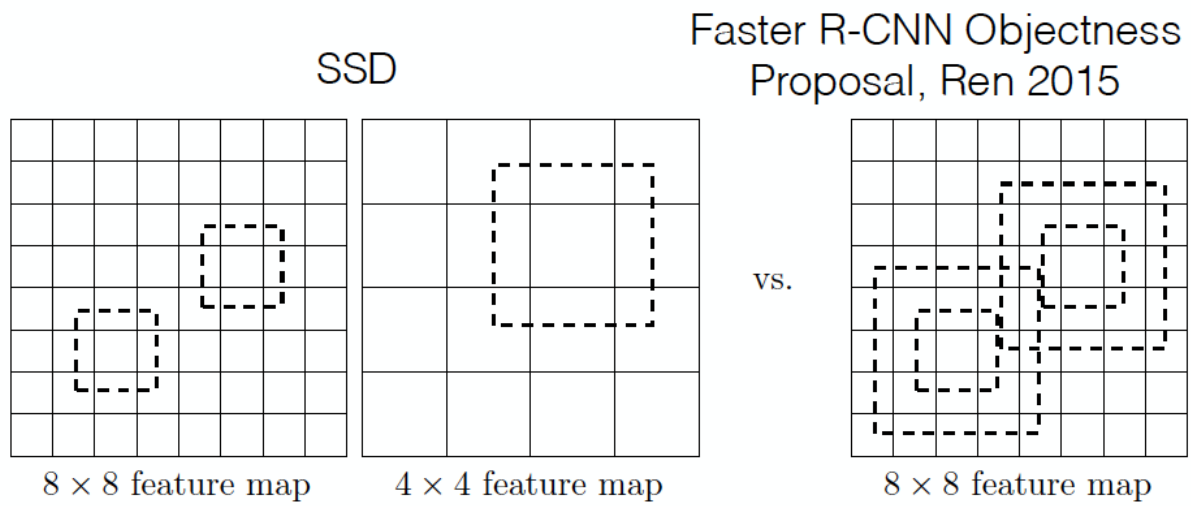 SSD
Faster R-CNN Objectness
Proposal, Ren 2015
vs.
8 × 8 feature map
4 × 4 feature map
8 × 8 feature map